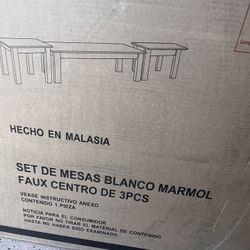 HECHO EN MALASIA
SET DE MESAS BLANCO MARMOL
FAUX CENTRO DE 3PCS
VEASE INSTRUCTIVO ANEXO
CONTENIDO 1 PIEZA
NOTICIA PARA EL CONSUMIDOR
POR FAVOR NO TIRAR EL MATERIAL DE CONTENIDO
HASTA NO HABER SIDO EXAMINADO